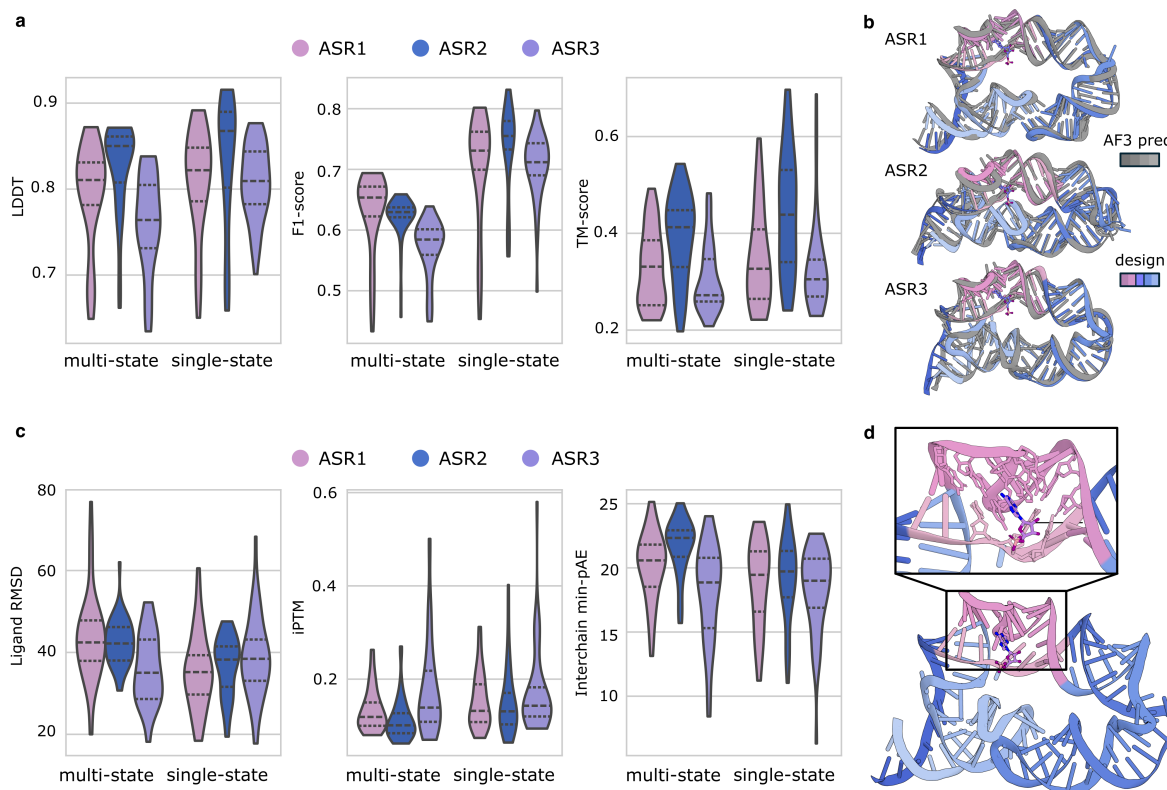 a
ASR1 ASR2 ASR3
LDDT
0.9
0.8
0.7
multi-state single-state
F1-score
0.8
0.7
0.6
0.5
multi-state single-state
TM-score
0.6
0.4
0.2
multi-state single-state
b
ASR1
AF3 pred
ASR2
design
ASR3
c
ASR1 ASR2 ASR3
Ligand RMSD
80
60
40
20
multi-state single-state
iPTM
0.6
0.4
0.2
multi-state single-state
Interchain min-pAE
25
20
15
10
multi-state single-state
d